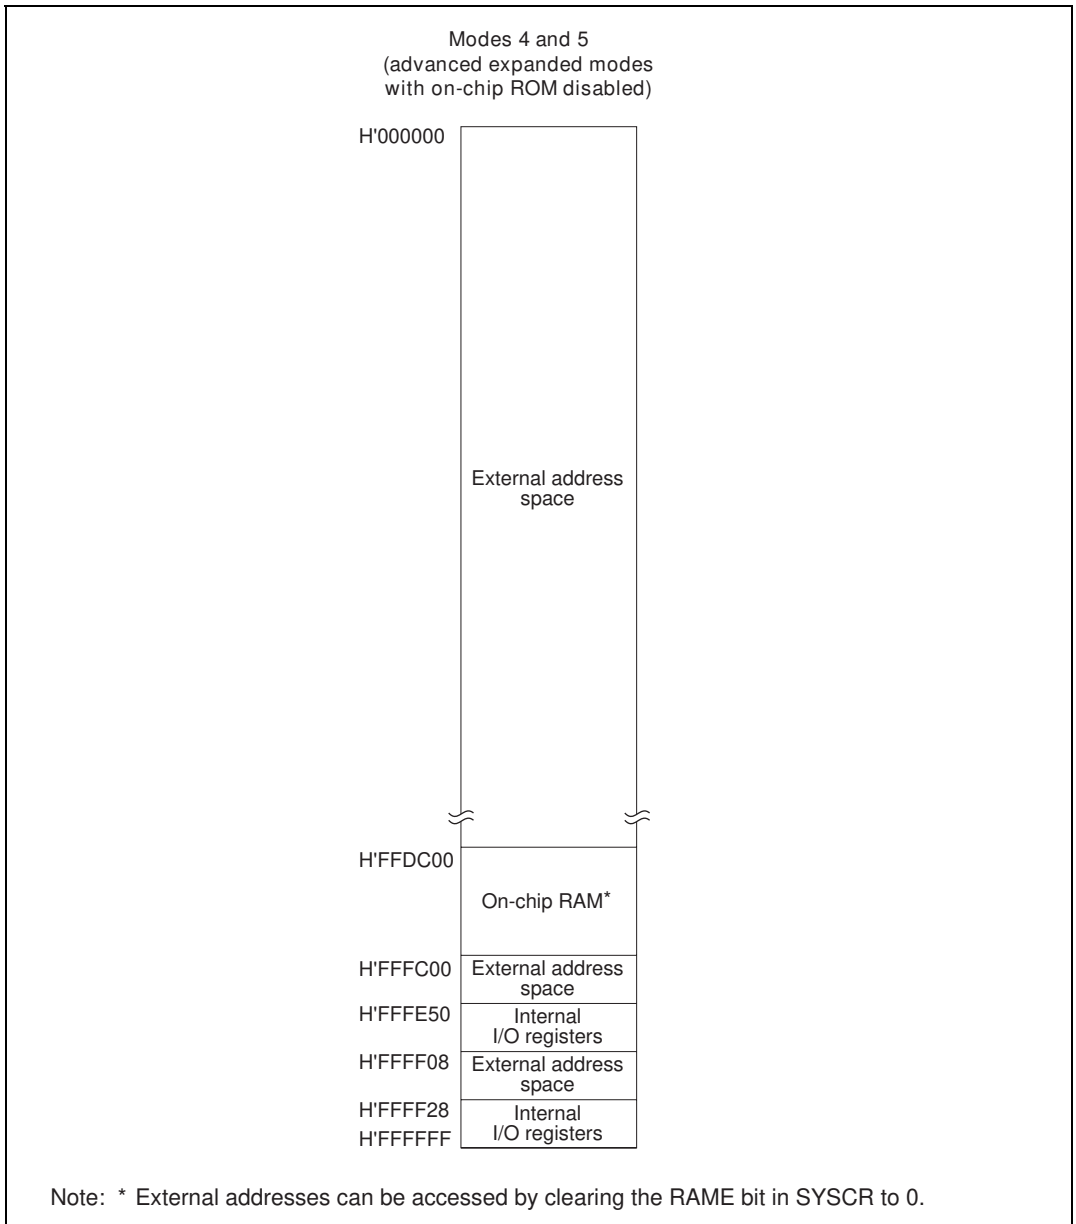 Modes 4 and 5
(advanced expanded modes
with on-chip ROM disabled)
H'000000
External address
space
H'FFDC00
On-chip RAM*
H'FFFC00
External address
space
H'FFFE50
Internal
I/O registers
H'FFFF08
External address
space
H'FFFF28
Internal
I/O registers
H'FFFFFF
Note: * External addresses can be accessed by clearing the RAME bit in SYSCR to 0.